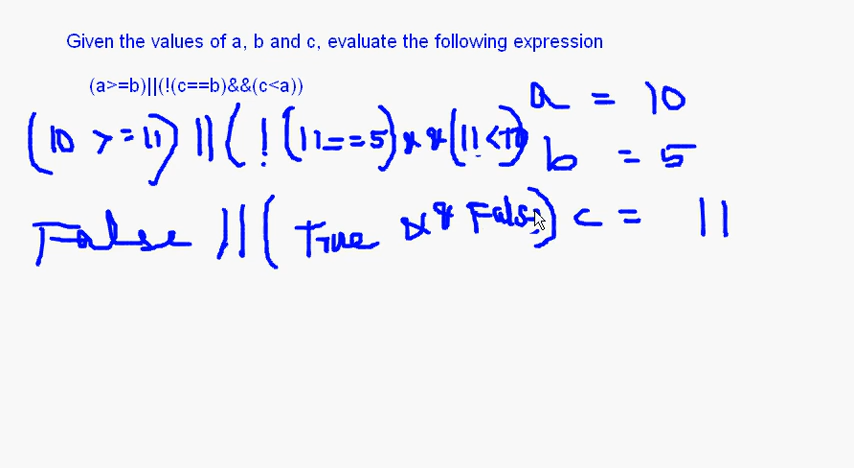 Given the values of a, b and c, evaluate the following expression
(a>=b)||(!(c==b)&&(c<a))
a = 10
(10 >=11) || ( ! (11==5)&&(11<10)
b = 5
False || ( True && False)
c = 11